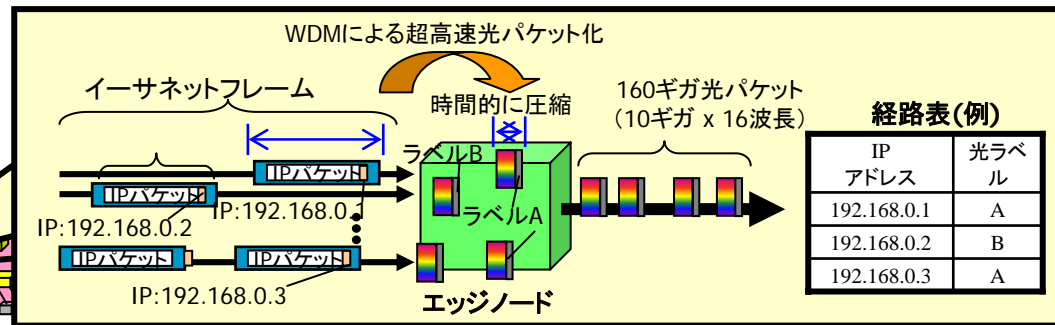 WDMによる超高速光パケット化
イーサネットフレーム
時間的に圧縮
160ギガ光パケット
（10ギガ x 16波長）
経路表(例)
ラベルB
IPパケット
IPパケット
IP:192.168.0.1
IP:192.168.0.2
ラベルA
IPパケット
IPパケット
IP:192.168.0.3
エッジノード
IP
アドレス
光ラベ
ル
192.168.0.1
A
192.168.0.2
B
192.168.0.3
A